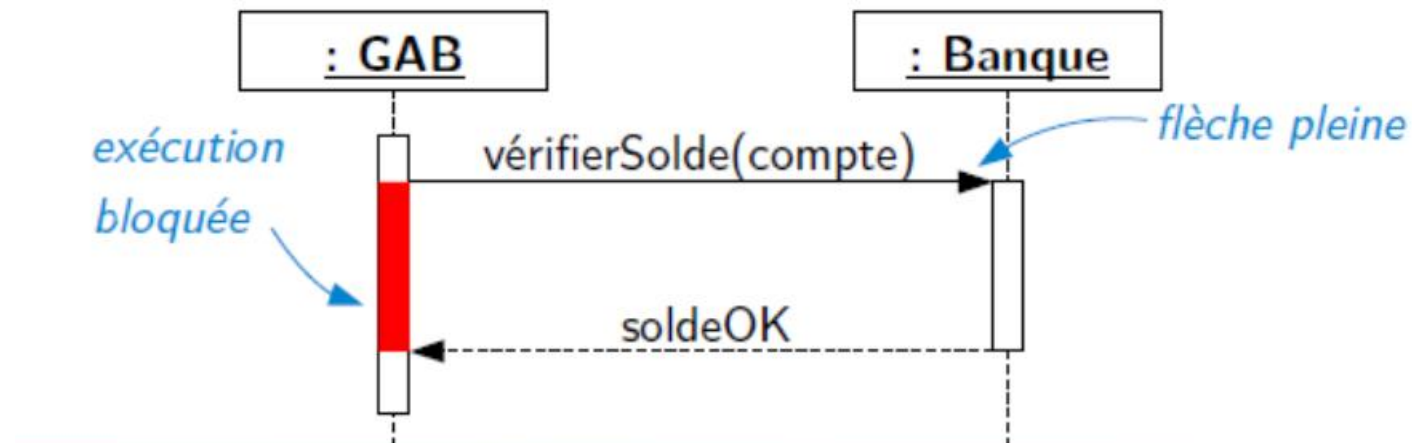 : GAB
: Banque
exécution
bloquée
vérifierSolde(compte)
flèche pleine
soldeOK